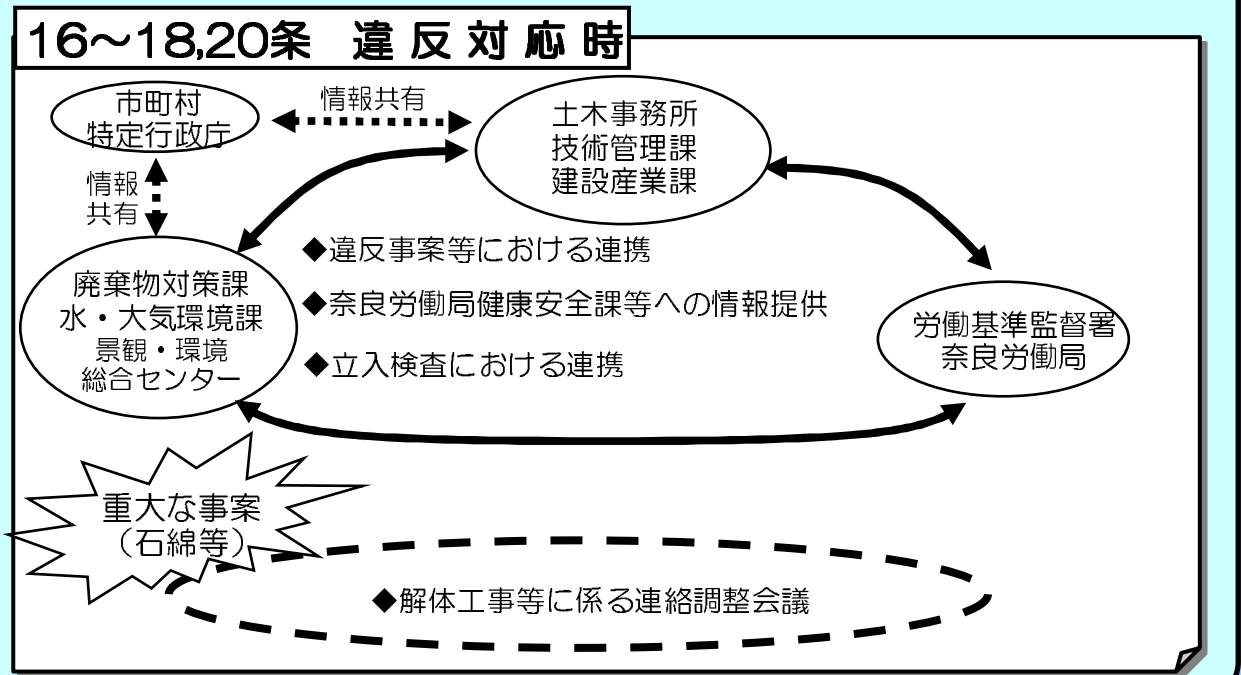 16～18,20条　違反対応時
市町村
特定行政庁
情報共有
土木事務所
技術管理課
建設産業課
情報
共有
◆違反事案等における連携
廃棄物対策課
水・大気環境課
景観・環境
総合センター
◆奈良労働局健康安全課等への情報提供
労働基準監督署
奈良労働局
◆立入検査における連携
重大な事案
（石綿等）
◆解体工事等に係る連絡調整会議